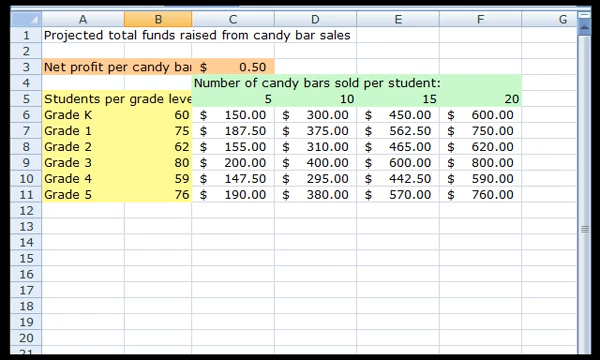 A B C D E F G
1 Projected total funds raised from candy bar sales
2
3 Net profit per candy bar $ 0.50
4 Number of candy bars sold per student:
5 Students per grade leve 5 10 15 20
6 Grade K 60 $ 150.00 $ 300.00 $ 450.00 $ 600.00
7 Grade 1 75 $ 187.50 $ 375.00 $ 562.50 $ 750.00
8 Grade 2 62 $ 155.00 $ 310.00 $ 465.00 $ 620.00
9 Grade 3 80 $ 200.00 $ 400.00 $ 600.00 $ 800.00
10 Grade 4 59 $ 147.50 $ 295.00 $ 442.50 $ 590.00
11 Grade 5 76 $ 190.00 $ 380.00 $ 570.00 $ 760.00
12
13
14
15
16
17
18
19
20
21